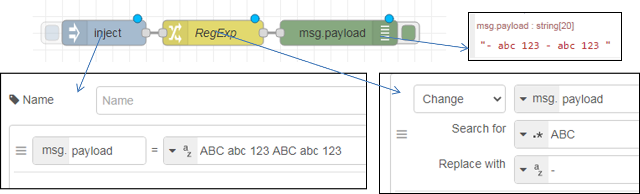 inject
RegExp
msg.payload
msg.payload : string[20]
"- abc 123 - abc 123 "
Name
Name
msg. payload = az ABC abc 123 ABC abc 123
Change
msg. payload
Search for
.* ABC
Replace with
az -